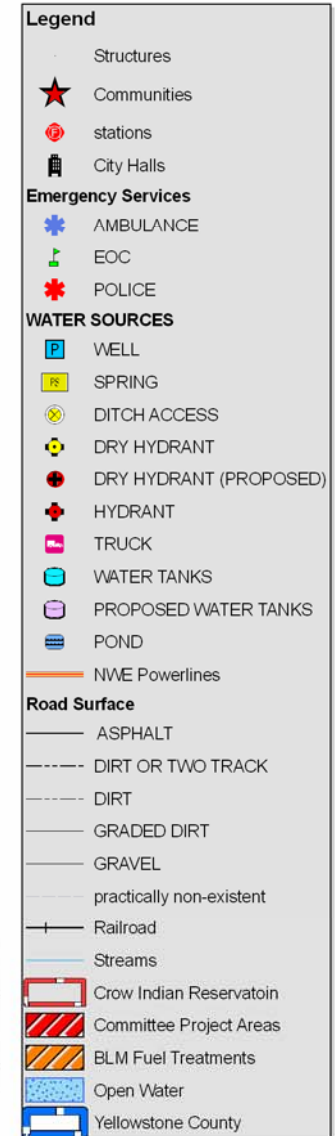 Legend
Structures
Communities
F stations
City Halls
Emergency Services
AMBULANCE
EOC
POLICE
WATER SOURCES
P WELL
PS SPRING
DITCH ACCESS
DRY HYDRANT
DRY HYDRANT (PROPOSED)
HYDRANT
TRUCK
WATER TANKS
PROPOSED WATER TANKS
POND
NWE Powerlines
Road Surface
ASPHALT
DIRT OR TWO TRACK
DIRT
GRADED DIRT
GRAVEL
practically non-existent
Railroad
Streams
Crow Indian Reservatoin
Committee Project Areas
BLM Fuel Treatments
Open Water
Yellowstone County